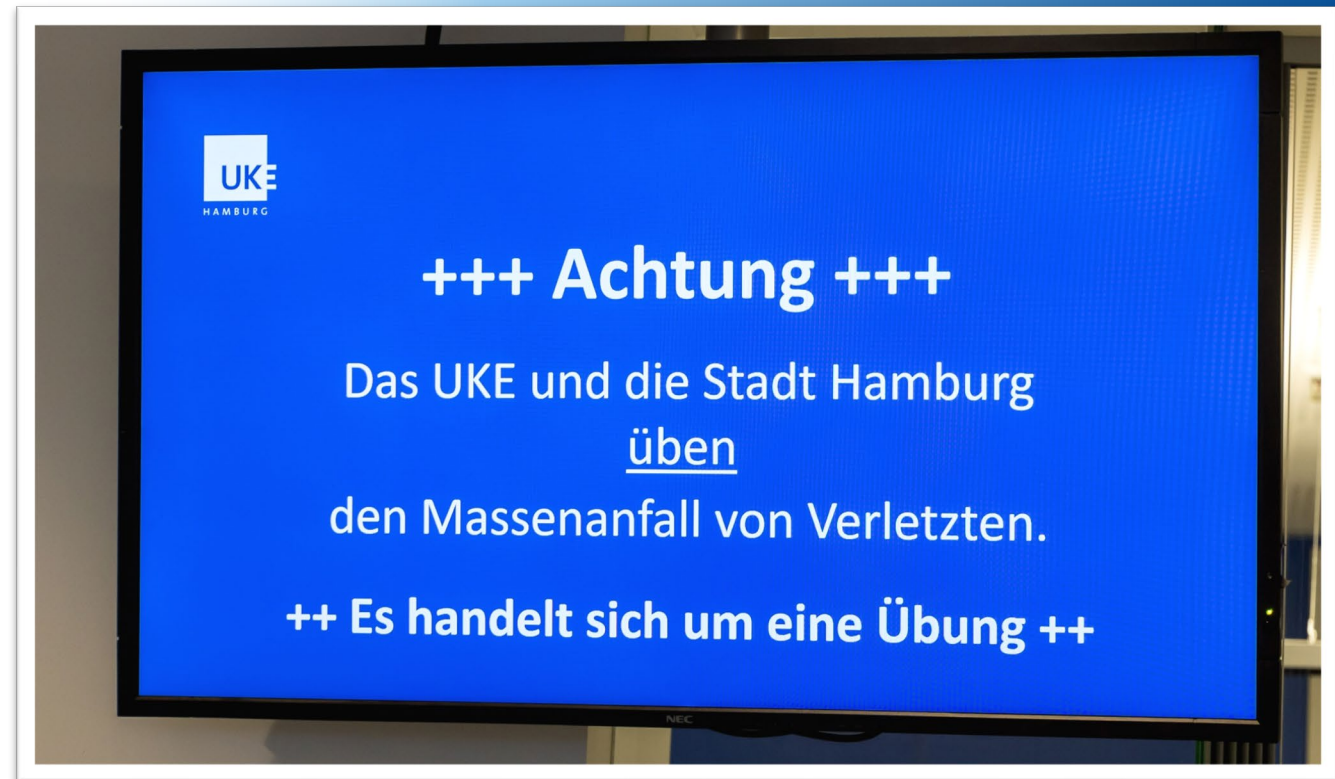 UKE
HAMBURG
+++ Achtung +++
Das UKE und die Stadt Hamburg
üben
den Massenanfall von Verletzten.
++ Es handelt sich um eine Übung ++
NEC